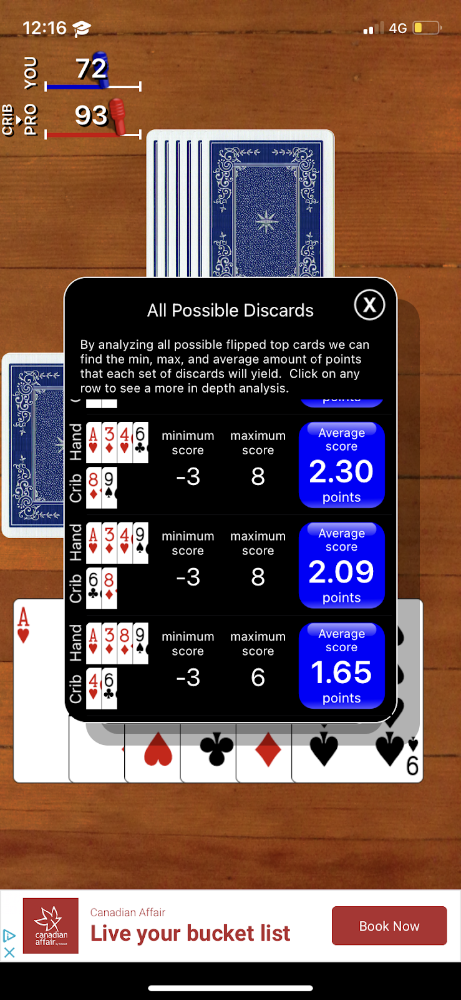 12:16
4G
YOU
72
CRIB
PRO
93
All Possible Discards
X
By analyzing all possible flipped top cards we can
find the min, max, and average amount of points
that each set of discards will yield.  Click on any
row to see a more in depth analysis.
points
Hand
A 3 4 6
minimum
score
-3
maximum
score
8
Average
score
2.30
points
Crib
8 9
Hand
A 3 4 9
minimum
score
-3
maximum
score
8
Average
score
2.09
points
Crib
6 8
Hand
A 3 8 9
minimum
score
-3
maximum
score
6
Average
score
1.65
points
Crib
4 6
A
9
canadian
affair
Canadian Affair
Live your bucket list
Book Now